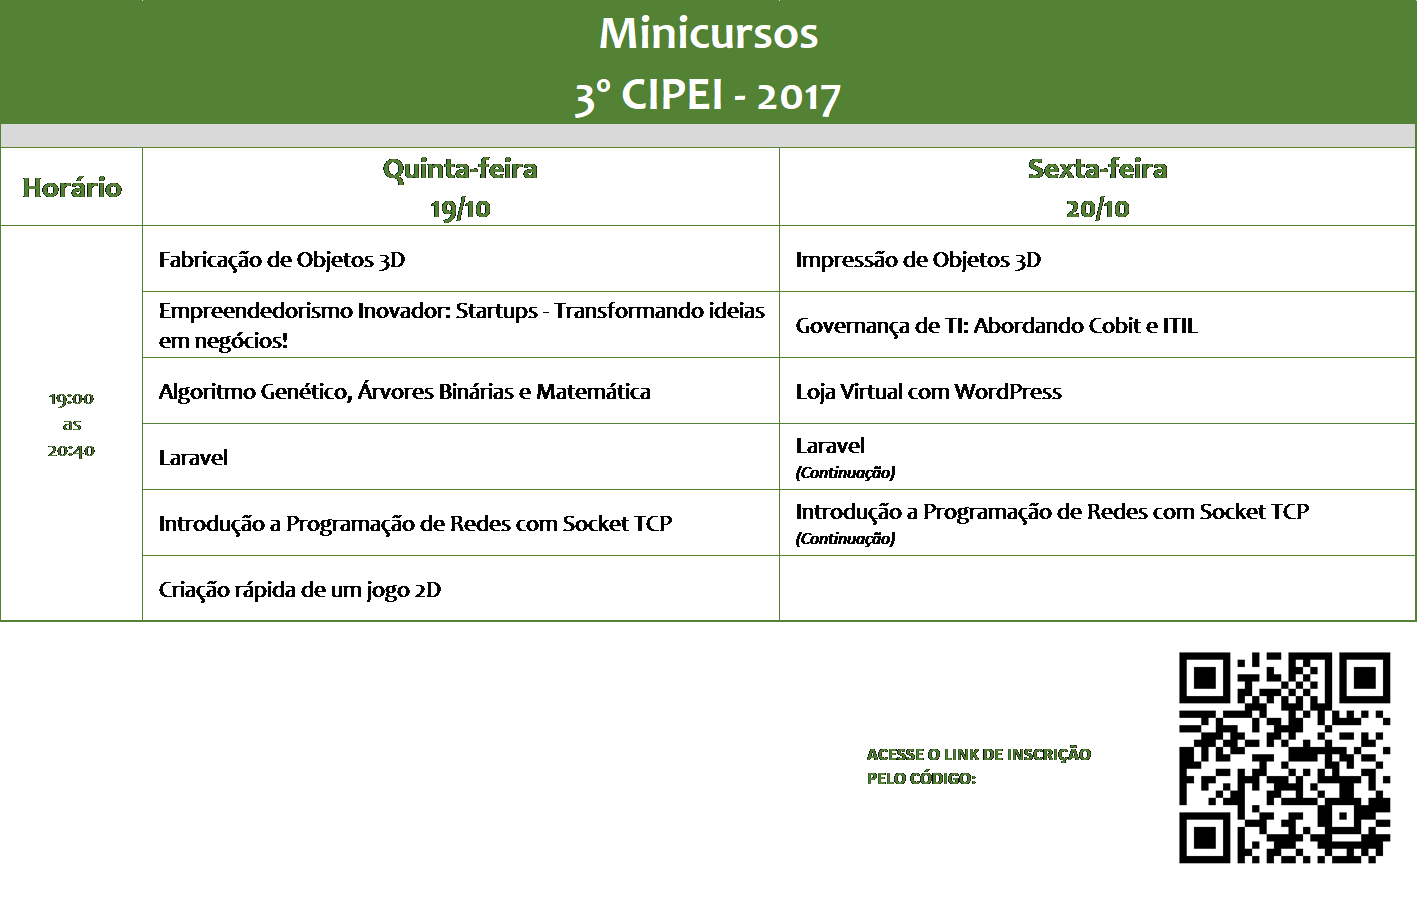 Minicursos
3° CIPEI - 2017
Horário
Quinta-feira
19/10
Sexta-feira
20/10
19:00
as
20:40
Fabricação de Objetos 3D
Impressão de Objetos 3D
Empreendedorismo Inovador: Startups - Transformando ideias
em negócios!
Governança de TI: Abordando Cobit e ITIL
Algoritmo Genético, Árvores Binárias e Matemática
Loja Virtual com WordPress
Laravel
Laravel
(Continuação)
Introdução a Programação de Redes com Socket TCP
Introdução a Programação de Redes com Socket TCP
(Continuação)
Criação rápida de um jogo 2D
ACESSE O LINK DE INSCRIÇÃO
PELO CÓDIGO: